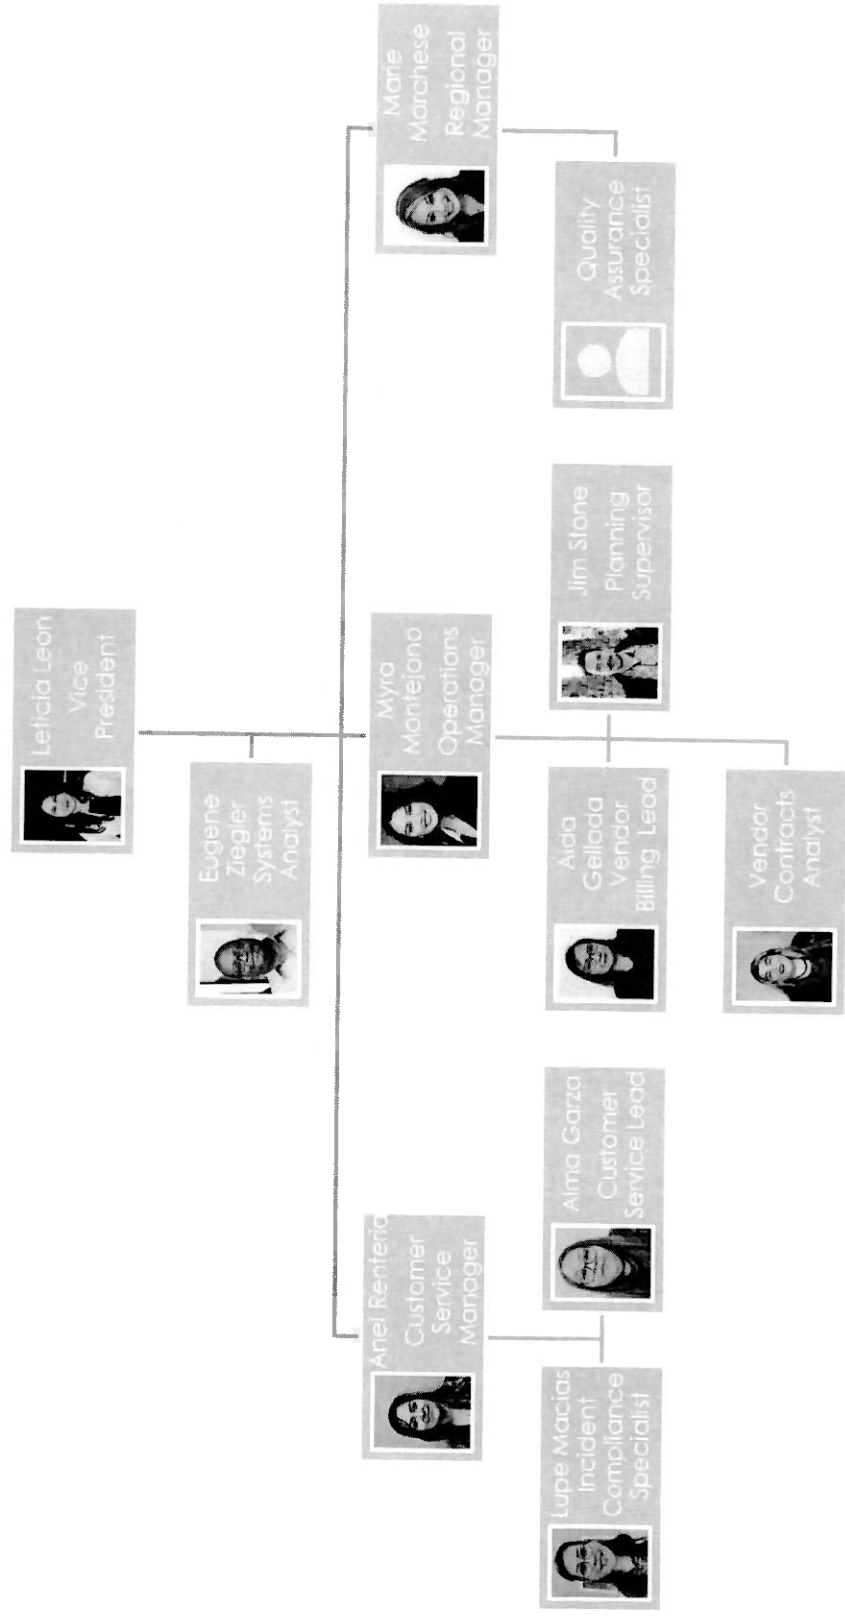 Leticia Leon
Vice
President
Eugene
Ziegler
Systems
Analyst
Anel Renteria
Customer
Service
Manager
Myra
Montejano
Operations
Manager
Marie
Marchese
Regional
Manager
Lupe Macias
Incident
Compliance
Specialist
Alma Garza
Customer
Service Lead
Aida
Gellada
Vendor
Billing Lead
Jim Stone
Planning
Supervisor
Quality
Assurance
Specialist
Vendor
Contracts
Analyst